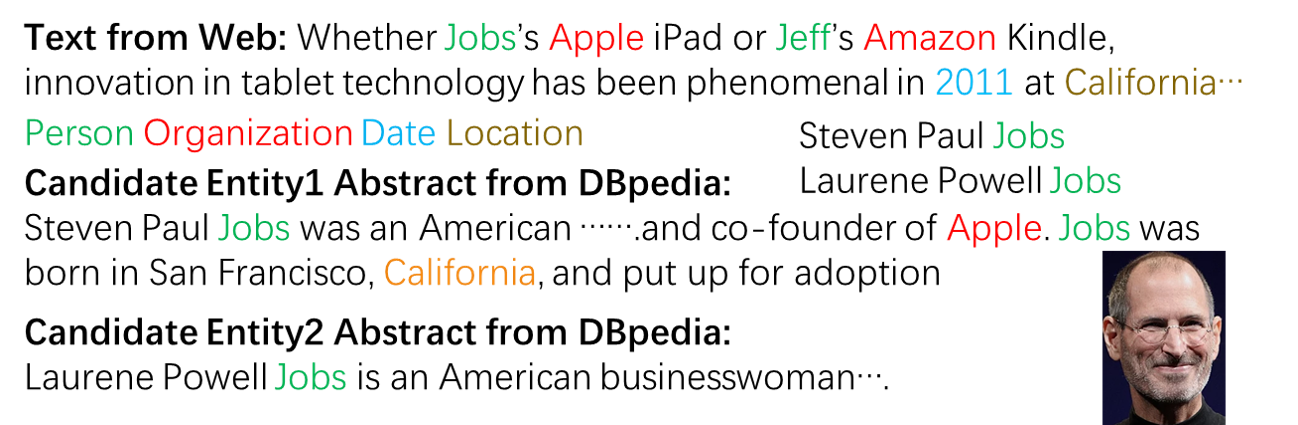 Text from Web: Whether Jobs's Apple iPad or Jeff's Amazon Kindle,
innovation in tablet technology has been phenomenal in 2011 at California⋯
Person Organization Date Location
Steven Paul Jobs
Laurene Powell Jobs
Candidate Entity1 Abstract from DBpedia:
Steven Paul Jobs was an American ⋯⋯.and co-founder of Apple. Jobs was
born in San Francisco, California, and put up for adoption
Candidate Entity2 Abstract from DBpedia:
Laurene Powell Jobs is an American businesswoman⋯.